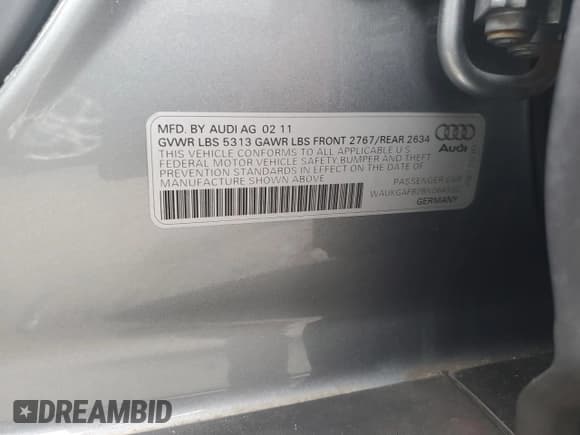 MFD. BY AUDI AG 02 11
GVWR LBS 5313 GAWR LBS FRONT 2767/REAR 2634
THIS VEHICLE CONFORMS TO ALL APPLICABLE U.S.
FEDERAL MOTOR VEHICLE SAFETY, BUMPER AND THEFT
PREVENTION STANDARDS IN EFFECT ON THE DATE OF
MANUFACTURE SHOWN ABOVE
Audi
PASSENGER CAR
GERMANY
DREAMBID